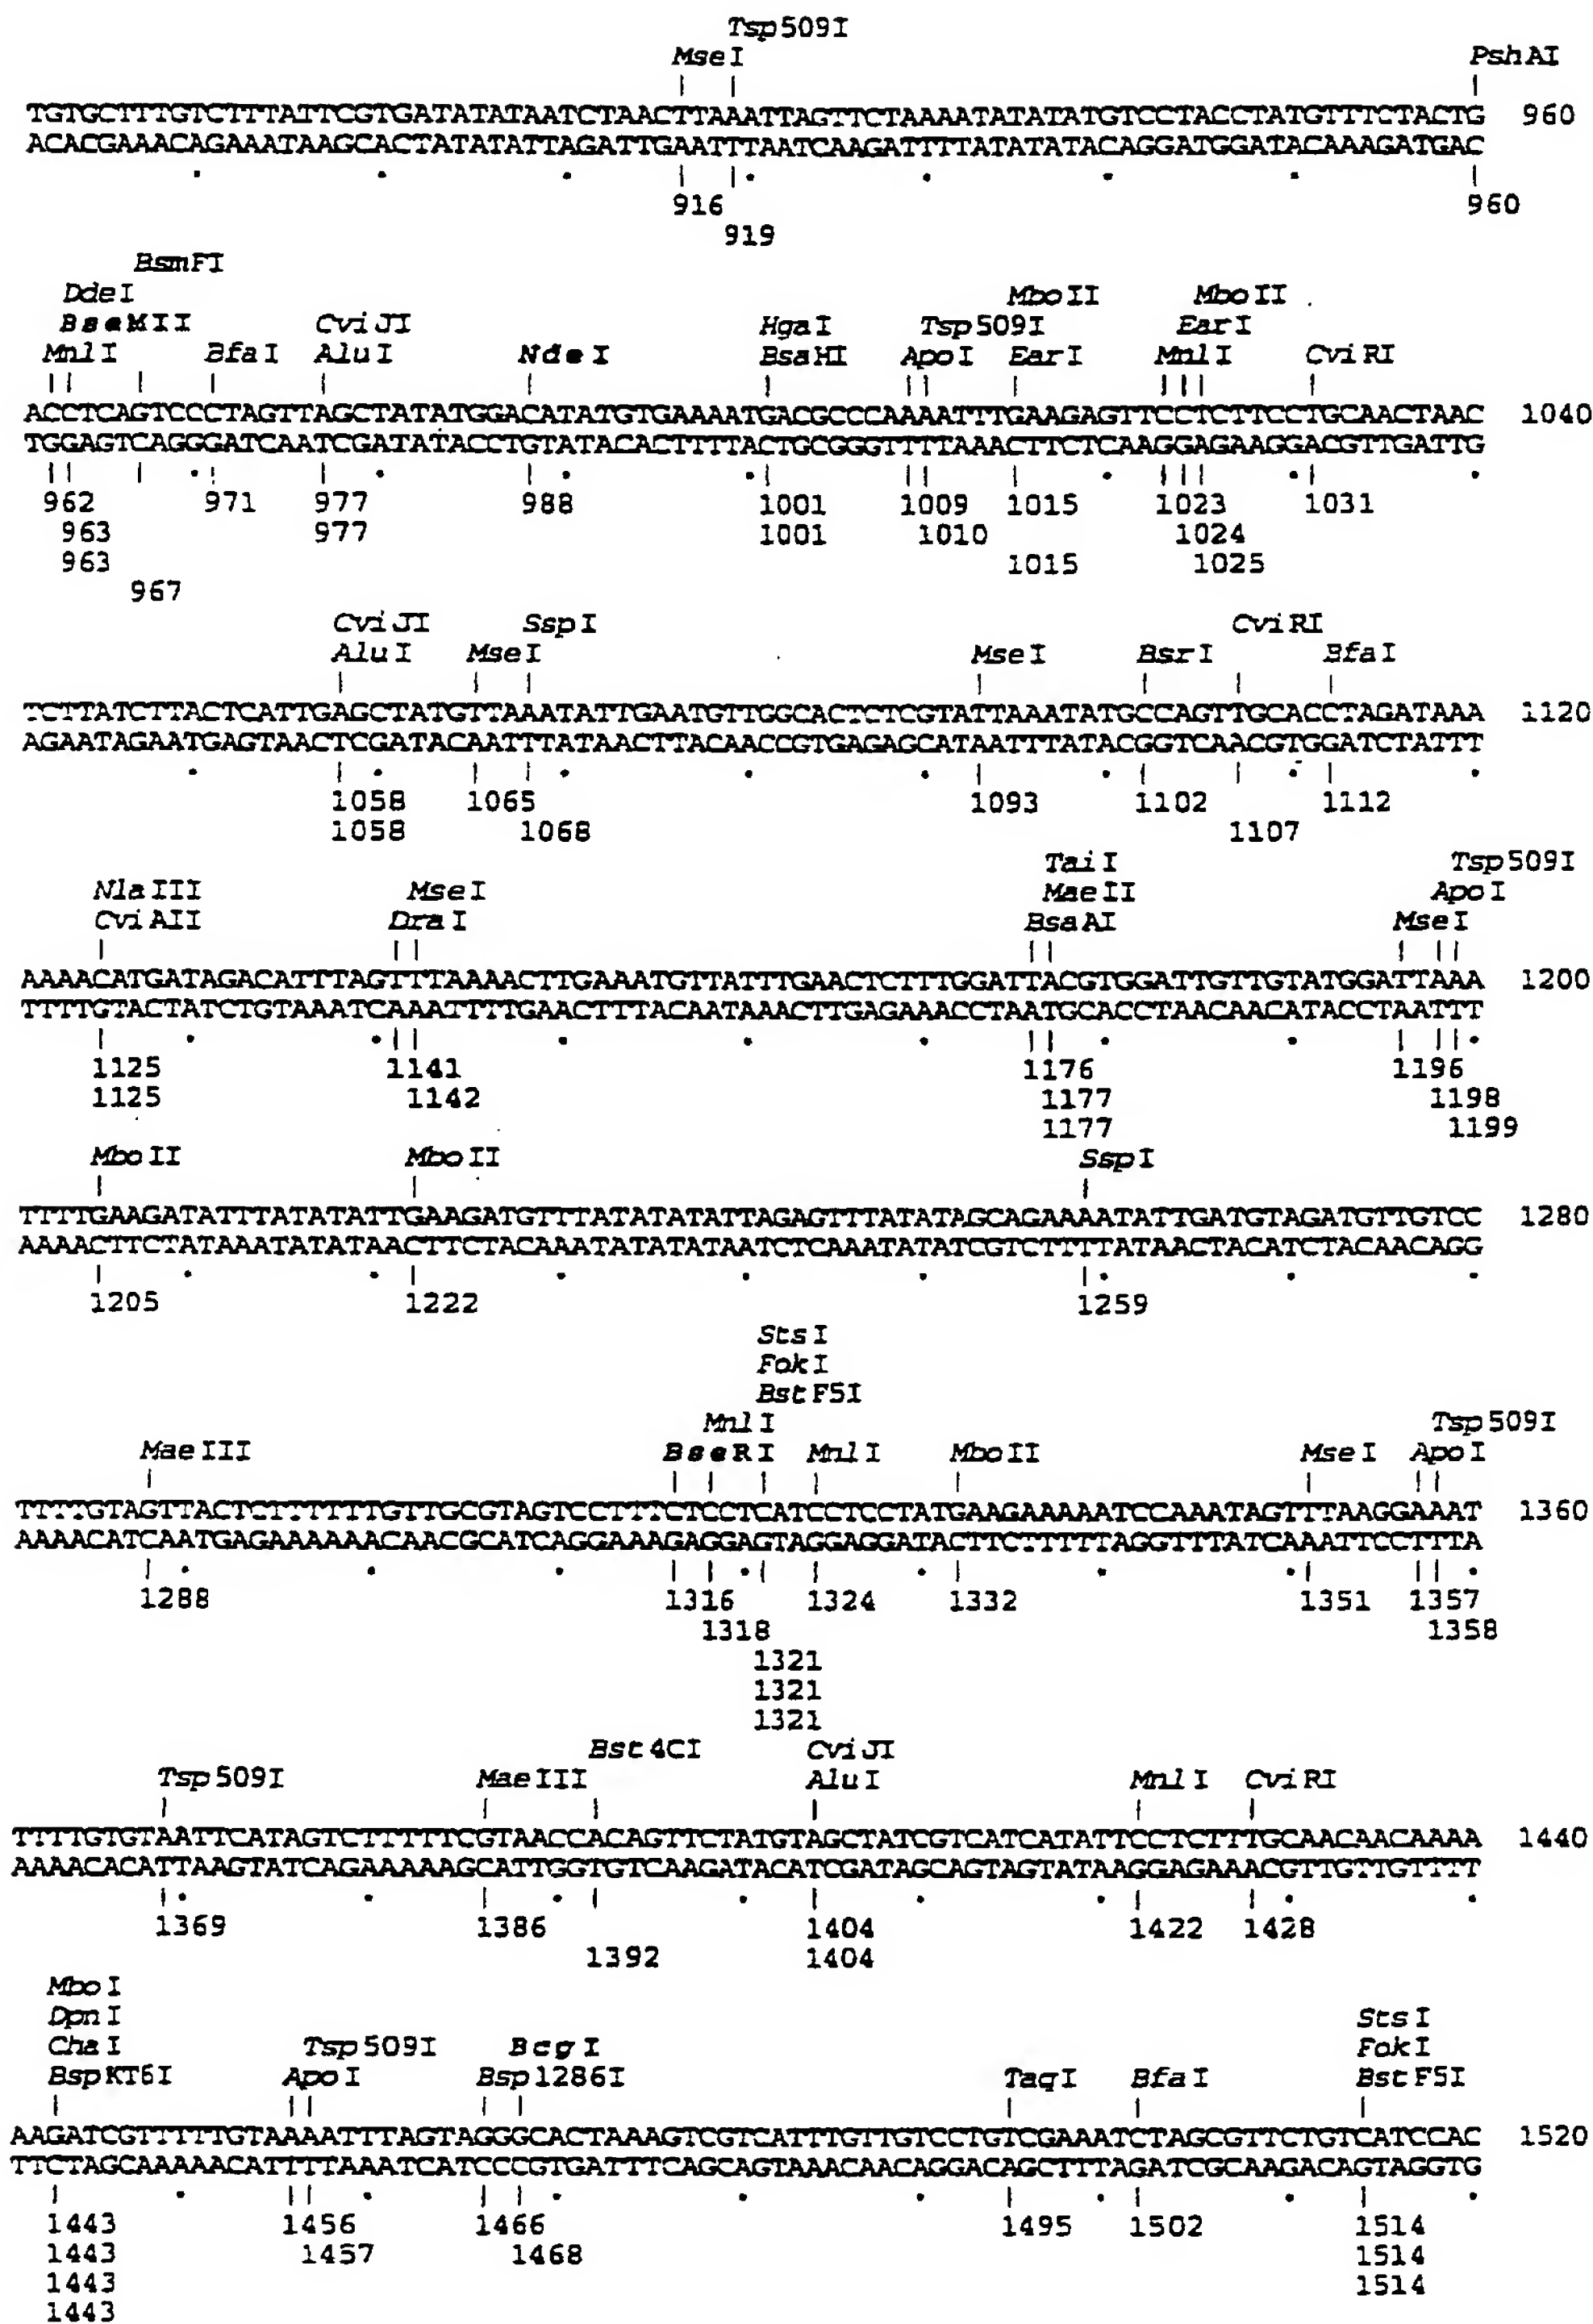 Tsp509I
MseI PshAI
TGTGCTTTGTCTTTATTCGTGATATATAATCTAACTTAAATTAGTTCTAAAATATATATGTCCTACCTATGTTTCTACTG 960
ACACGAAACAGAAATAAGCACTATATATTAGATTGAATTTAATCAAGATTTTATATATACAGGATGGATACAAAGATGAC
916 960
919
BsmFI
DdeI MboII MboII
BseMII CviJI HgaI Tsp509I EarI
MnlI BfaI AluI NdeI BsaHI ApoI EarI MnlI CviRI
ACCTCAGTCCCTAGTTAGCTATATGGACATATGTGAAAATGACGCCCAAAATTTGAAGAGTTCCTCTTCCTGCAACTAAC 1040
TGGAGTCAGGGATCAATCGATATACCTGTATACACTTTTACTGCGGGTTTTAAACTTCTCAAGGAGAAGGACGTTGATTG
962 971 977 988 1001 1009 1015 1023 1031
963 977 1001 1010 1024
963 1015 1025
967
CviJI SspI CviRI
AluI MseI MseI BsrI BfaI
TCTTATCTTACTCATTGAGCTATGTTAAATATTGAATGTTGGCACTCTCGTATTAAATATGCCAGTTGCACCTAGATAAA 1120
AGAATAGAATGAGTAACTCGATACAATTTATAACTTACAACCGTGAGAGCATAATTTATACGGTCAACGTGGATCTATTT
1058 1065 1093 1102 1112
1058 1068 1107
TaiI Tsp509I
NlaIII MseI MaeII ApoI
CviAII DraI BsaAI MseI
AAAACATGATAGACATTTAGTTTAAAACTTGAAATGTTATTTGAACTCTTTGGATTACGTGGATTGTTGTATGGATTAAA 1200
TTTTGTACTATCTGTAAATCAAATTTTGAACTTTACAATAAACTTGAGAAACCTAATGCACCTAACAACATACCTAATTT
1125 1141 1176 1196
1125 1142 1177 1198
1177 1199
MboII MboII SspI
TTTTGAAGATATTTATATATTGAAGATGTTTATATATATTAGAGTTTATATAGCAGAAAATATTGATGTAGATGTTGTCC 1280
AAAACTTCTATAAATATATAACTTCTACAAATATATATAATCTCAAATATATCGTCTTTTATAACTACATCTACAACAGG
1205 1222 1259
StsI
FokI
BstF5I
MnlI Tsp509I
MaeIII BseRI MnlI MboII MseI ApoI
TTTTGTAGTTACTCTTTTTTTGTTGCGTAGTCCTTTCTCCTCATCCTCCTATGAAGAAAAATCCAAATAGTTTAAGGAAAT 1360
AAAACATCAATGAGAAAAAAACAACGCATCAGGAAAGAGGAGTAGGAGGATACTTCTTTTTAGGTTTATCAAATTCCTTTA
1288 1316 1324 1332 1351 1357
1318 1358
1321
1321
1321
Bst4CI CviJI
Tsp509I MaeIII AluI MnlI CviRI
TTTTGTGTAATTCATAGTCTTTTTCGTAACCACAGTTCTATGTAGCTATCGTCATCATATTCCTCTTTGCAACAACAAAA 1440
AAAACACATTAAGTATCAGAAAAAGCATTGGTGTCAAGATACATCGATAGCAGTAGTATAAGGAGAAACGTTGTTGTTTT
1369 1386 1404 1422 1428
1392 1404
MboI
DpnI StsI
ChaI Tsp509I BcgI FokI
BspKT6I ApoI Bsp1286I TaqI BfaI BstF5I
AAGATCGTTTTTGTAAAAATTTAGTAGGGCACTAAAGTCGTCATTTGTTGTCCTGTCGAAATCTAGCGTTCTGTCATCCAC 1520
TTCTAGCAAAAACATTTTTAAATCATCCCGTGATTTCAGCAGTAAACAACAGGACAGCTTTAGATCGCAAGACAGTAGGTG
1443 1456 1466 1495 1502 1514
1443 1457 1468 1514
1443 1514
1443